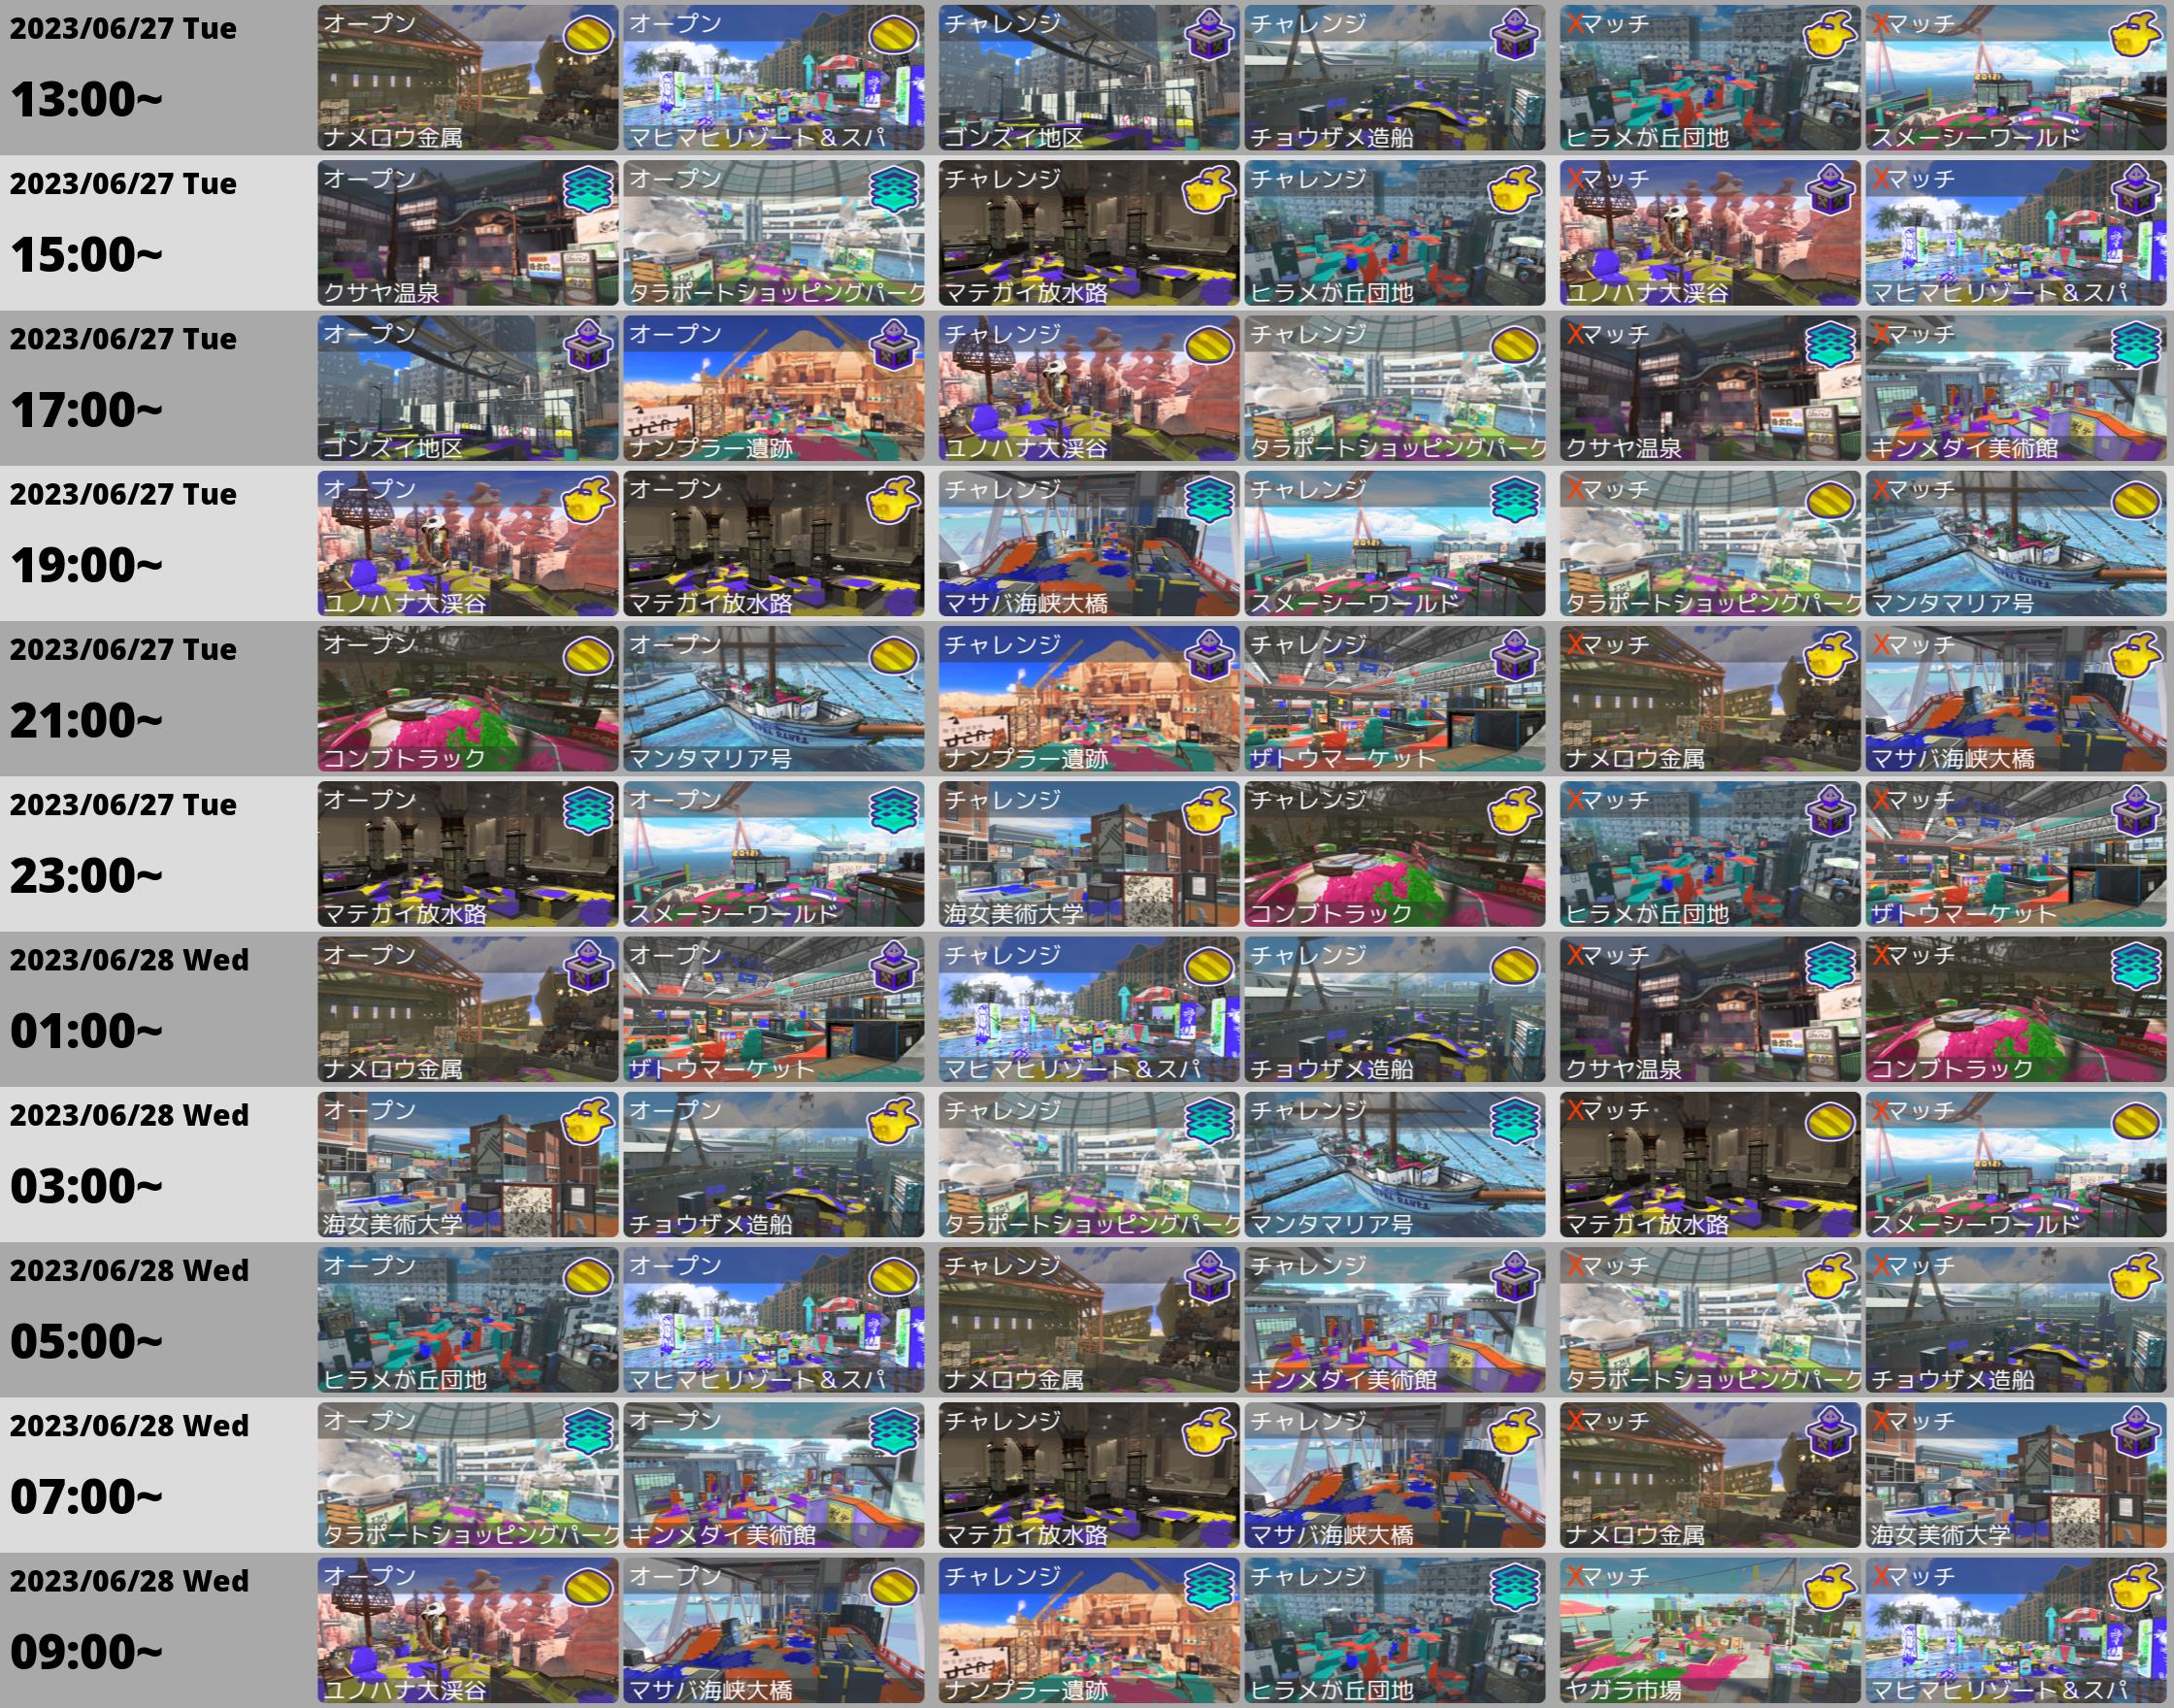 2023/06/27 Tue
13:00~
オープン オープン チャレンジ チャレンジ Xマッチ Xマッチ
ナメロウ金属 マヒマヒリゾート＆スパ ゴンズイ地区 チョウザメ造船 ヒラメが丘団地 スメーシーワールド
2023/06/27 Tue
15:00~
オープン オープン チャレンジ チャレンジ Xマッチ Xマッチ
クサヤ温泉 タラポートショッピングパーク マテガイ放水路 ヒラメが丘団地 ユノハナ大渓谷 マヒマヒリゾート＆スパ
2023/06/27 Tue
17:00~
オープン オープン チャレンジ チャレンジ Xマッチ Xマッチ
ゴンズイ地区 ナンプラー遺跡 ユノハナ大渓谷 タラポートショッピングパーク クサヤ温泉 キンメダイ美術館
2023/06/27 Tue
19:00~
オープン オープン チャレンジ チャレンジ Xマッチ Xマッチ
ユノハナ大渓谷 マテガイ放水路 マサバ海峡大橋 スメーシーワールド タラポートショッピングパーク マンタマリア号
2023/06/27 Tue
21:00~
オープン オープン チャレンジ チャレンジ Xマッチ Xマッチ
コンブトラック マンタマリア号 ナンプラー遺跡 ザトウマーケット ナメロウ金属 マサバ海峡大橋
2023/06/27 Tue
23:00~
オープン オープン チャレンジ チャレンジ Xマッチ Xマッチ
マテガイ放水路 スメーシーワールド 海女美術大学 コンブトラック ヒラメが丘団地 ザトウマーケット
2023/06/28 Wed
01:00~
オープン オープン チャレンジ チャレンジ Xマッチ Xマッチ
ナメロウ金属 ザトウマーケット マヒマヒリゾート＆スパ チョウザメ造船 クサヤ温泉 コンブトラック
2023/06/28 Wed
03:00~
オープン オープン チャレンジ チャレンジ Xマッチ Xマッチ
海女美術大学 チョウザメ造船 タラポートショッピングパーク マンタマリア号 マテガイ放水路 スメーシーワールド
2023/06/28 Wed
05:00~
オープン オープン チャレンジ チャレンジ Xマッチ Xマッチ
ヒラメが丘団地 マヒマヒリゾート＆スパ ナメロウ金属 キンメダイ美術館 タラポートショッピングパーク チョウザメ造船
2023/06/28 Wed
07:00~
オープン オープン チャレンジ チャレンジ Xマッチ Xマッチ
タラポートショッピングパーク キンメダイ美術館 マテガイ放水路 マサバ海峡大橋 ナメロウ金属 海女美術大学
2023/06/28 Wed
09:00~
オープン オープン チャレンジ チャレンジ Xマッチ Xマッチ
ユノハナ大渓谷 マサバ海峡大橋 ナンプラー遺跡 ヒラメが丘団地 ヤガラ市場 マヒマヒリゾート＆スパ